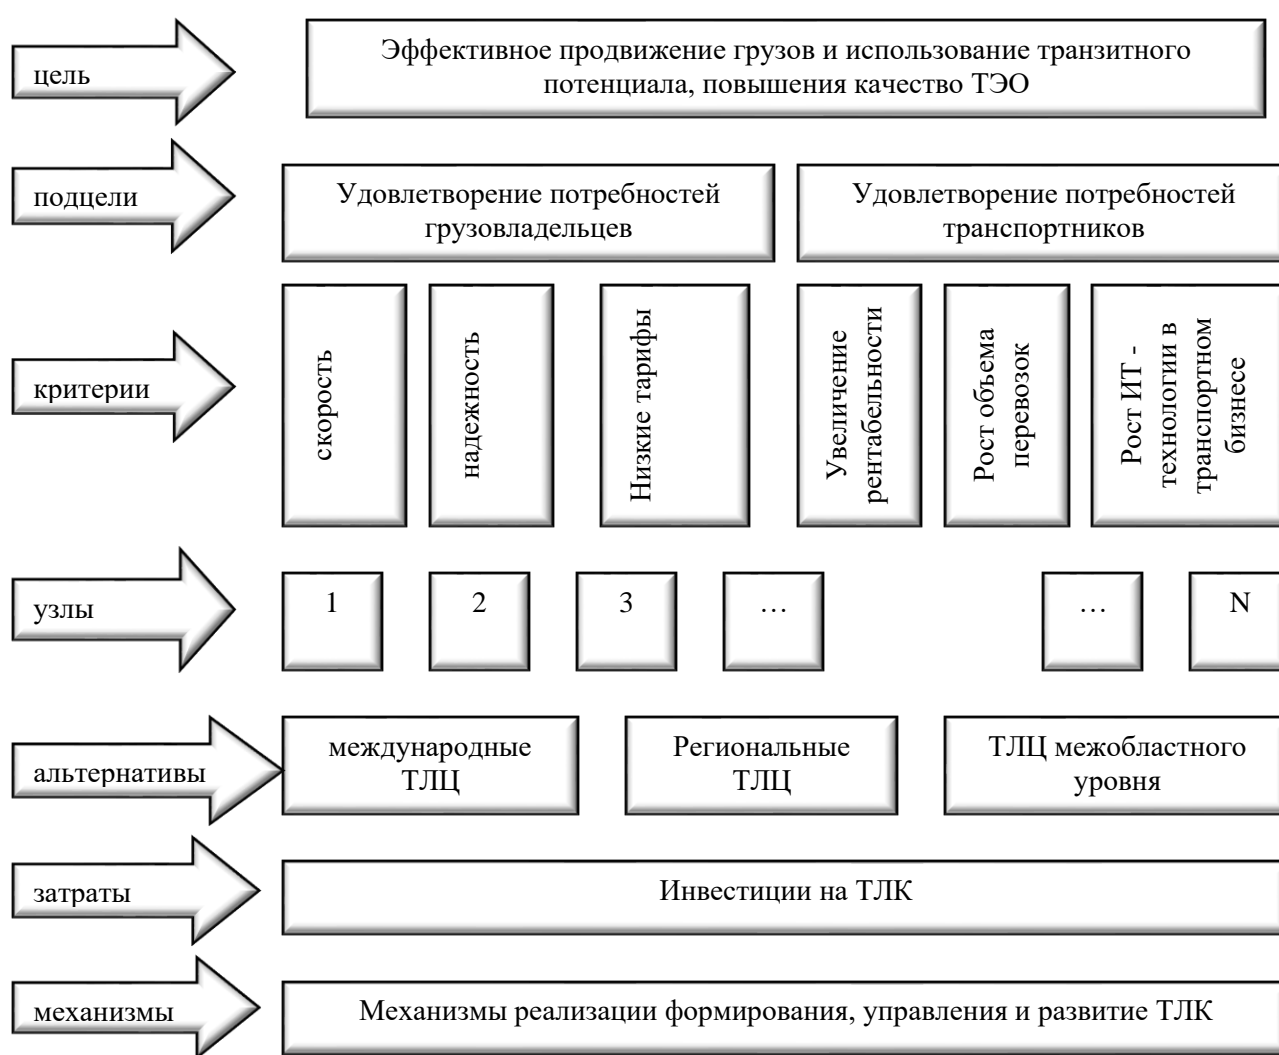 цель
Эффективное продвижение грузов и использование транзитного
потенциала, повышения качество ТЭО
подцели
Удовлетворение потребностей
грузовладельцев
Удовлетворение потребностей
транспортников
критерии
скорость
надежность
Низкие тарифы
Увеличение
рентабельности
Рост объема
перевозок
Рост ИТ -
технологии в
транспортном
бизнесе
узлы
1
2
3
…
…
N
альтернативы
международные
ТЛЦ
Региональные
ТЛЦ
ТЛЦ межобластного
уровня
затраты
Инвестиции на ТЛК
механизмы
Механизмы реализации формирования, управления и развитие ТЛК